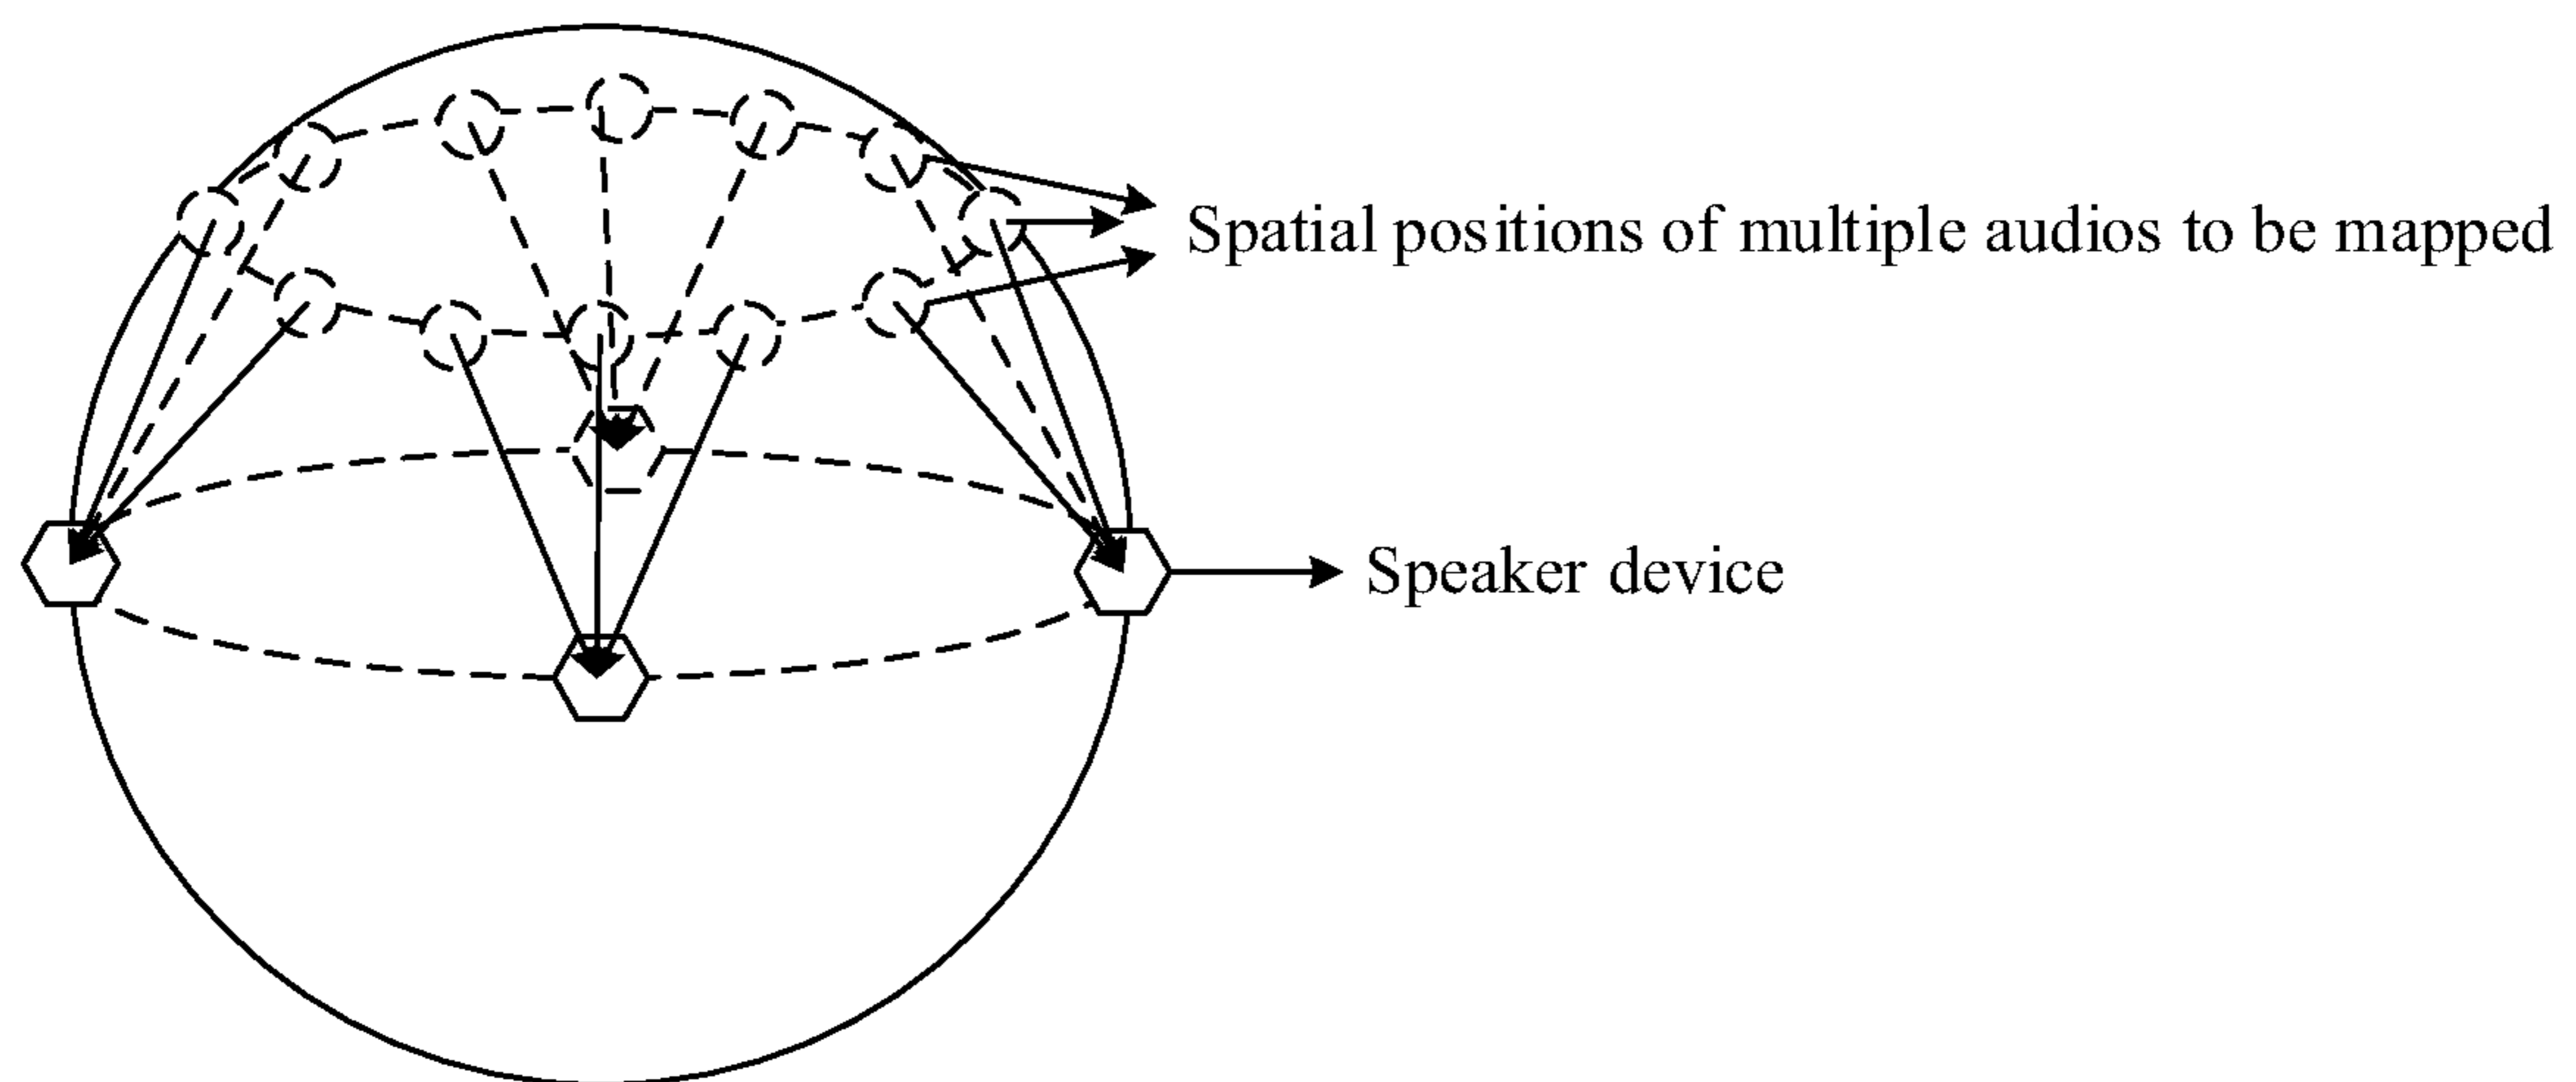 Spatial positions of multiple audios to be mapped
Speaker device